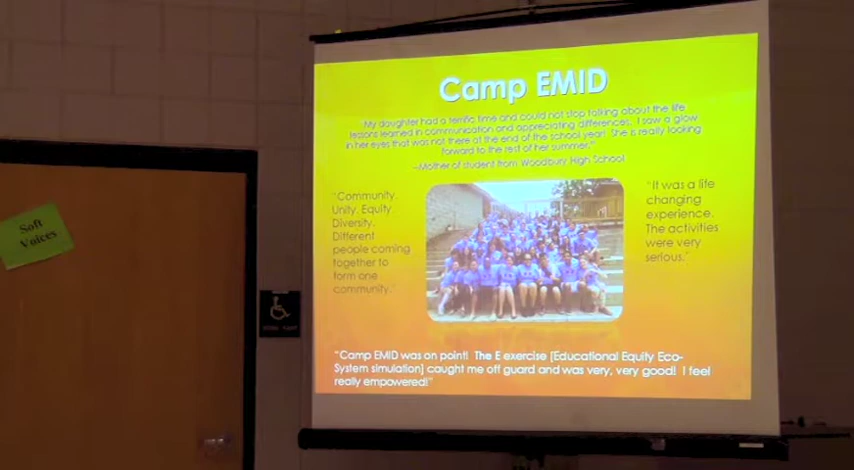 Camp EMID
"My daughter had a terrific time and could not stop talking about the life
lessons learned in communication and appreciating differences. I saw a glow
in her eyes that was not there at the end of the school year! She is really looking
forward to the rest of her summer."
~Mother of student from Woodbury High School
"Community.
Unity. Equity.
Diversity.
Different
people coming
together to
form one
community."
"It was a life
changing
experience.
The activities
were very
serious."
"Camp EMID was on point! The E exercise [Educational Equity Eco-
System simulation] caught me off guard and was very, very good! I feel
really empowered!"
Soft
Voices